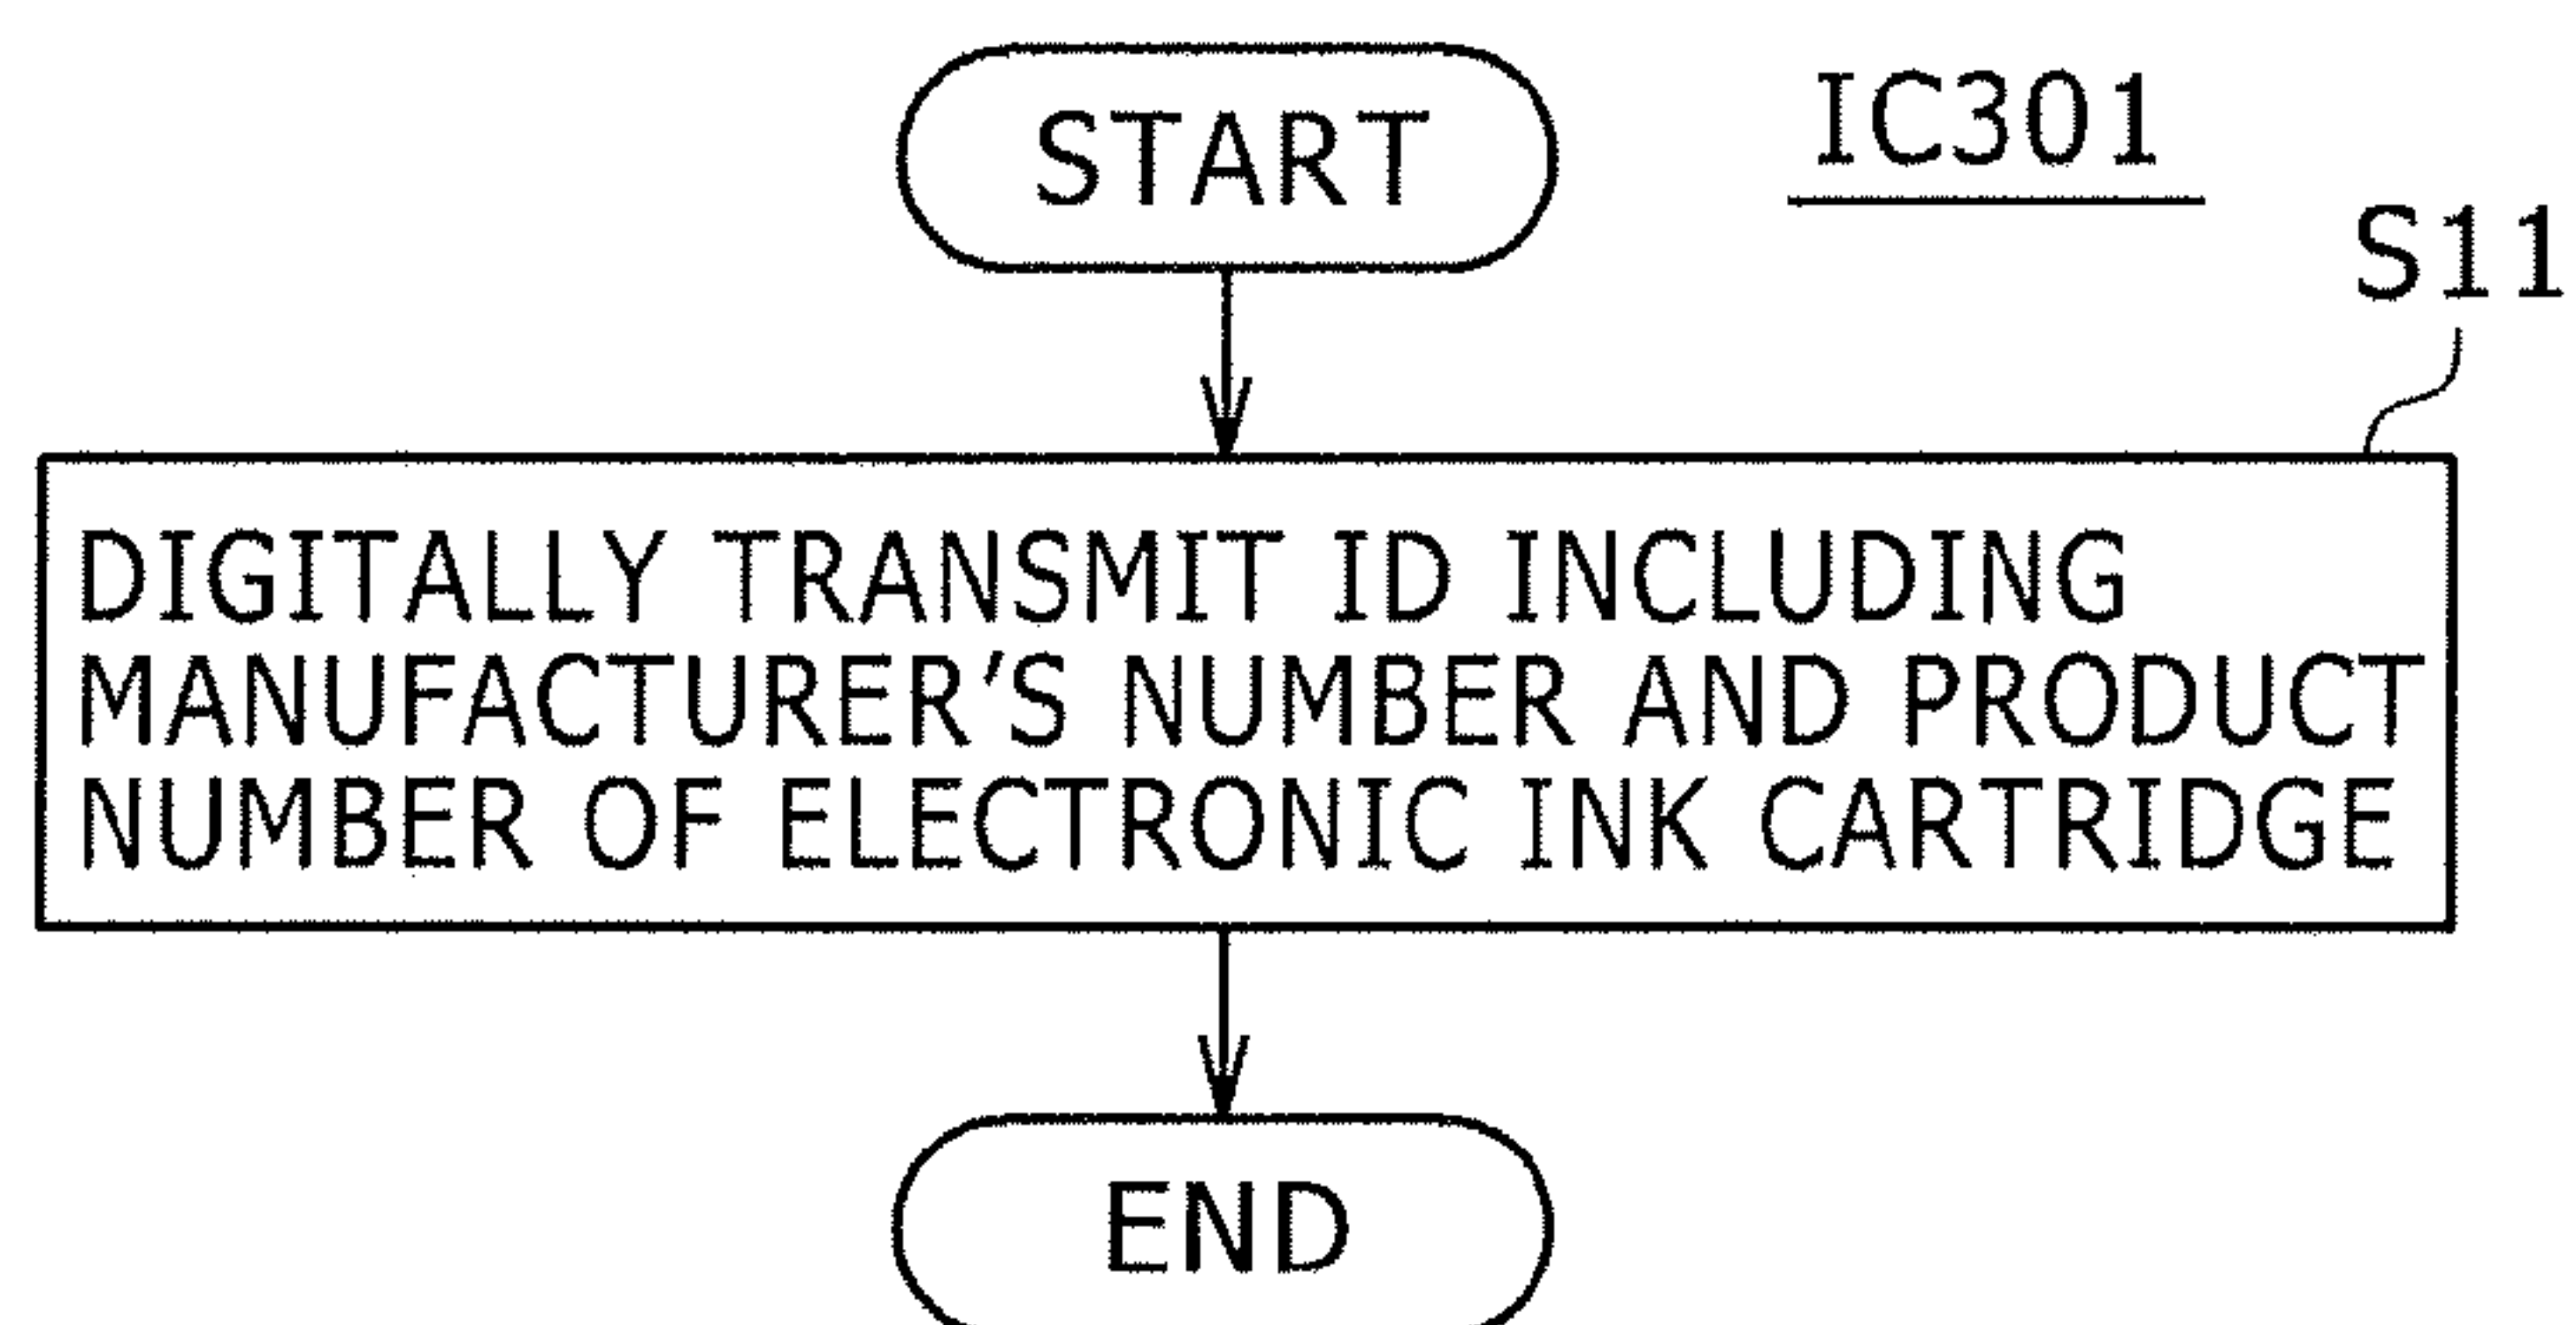 START
IC301
S11
DIGITALLY TRANSMIT ID INCLUDING
MANUFACTURER'S NUMBER AND PRODUCT
NUMBER OF ELECTRONIC INK CARTRIDGE
END